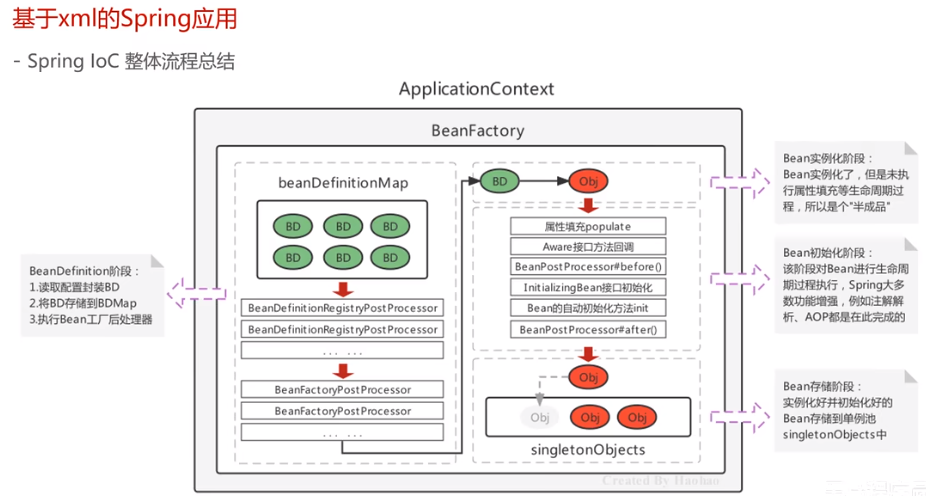 基于xml的Spring应用
- Spring IoC 整体流程总结
ApplicationContext
BeanFactory
beanDefinitionMap
BD
BD
BD
BD
BD
BD
BeanDefinitionRegistryPostProcessor
BeanDefinitionRegistryPostProcessor
... ...
BeanFactoryPostProcessor
BeanFactoryPostProcessor
... ...
BeanDefinition阶段：
1.读取配置封装BD
2.将BD存储到BDMap
3.执行Bean工厂后处理器
BD
Obj
属性填充populate
Aware接口方法回调
BeanPostProcessor#before()
InitializingBean接口初始化
Bean的自动初始化方法init
BeanPostProcessor#after()
Obj
Obj
Obj
Obj
singletonObjects
Bean实例化阶段：
Bean实例化了，但是未执
行属性填充等生命周期过
程，所以是个"半成品"
Bean初始化阶段：
该阶段对Bean进行生命周
期过程执行，Spring大多
数功能增强，例如注解解
析、AOP都是在此完成的
Bean存储阶段：
实例化好并初始化好的
Bean存储到单例池
singletonObjects中
Created By Haohao